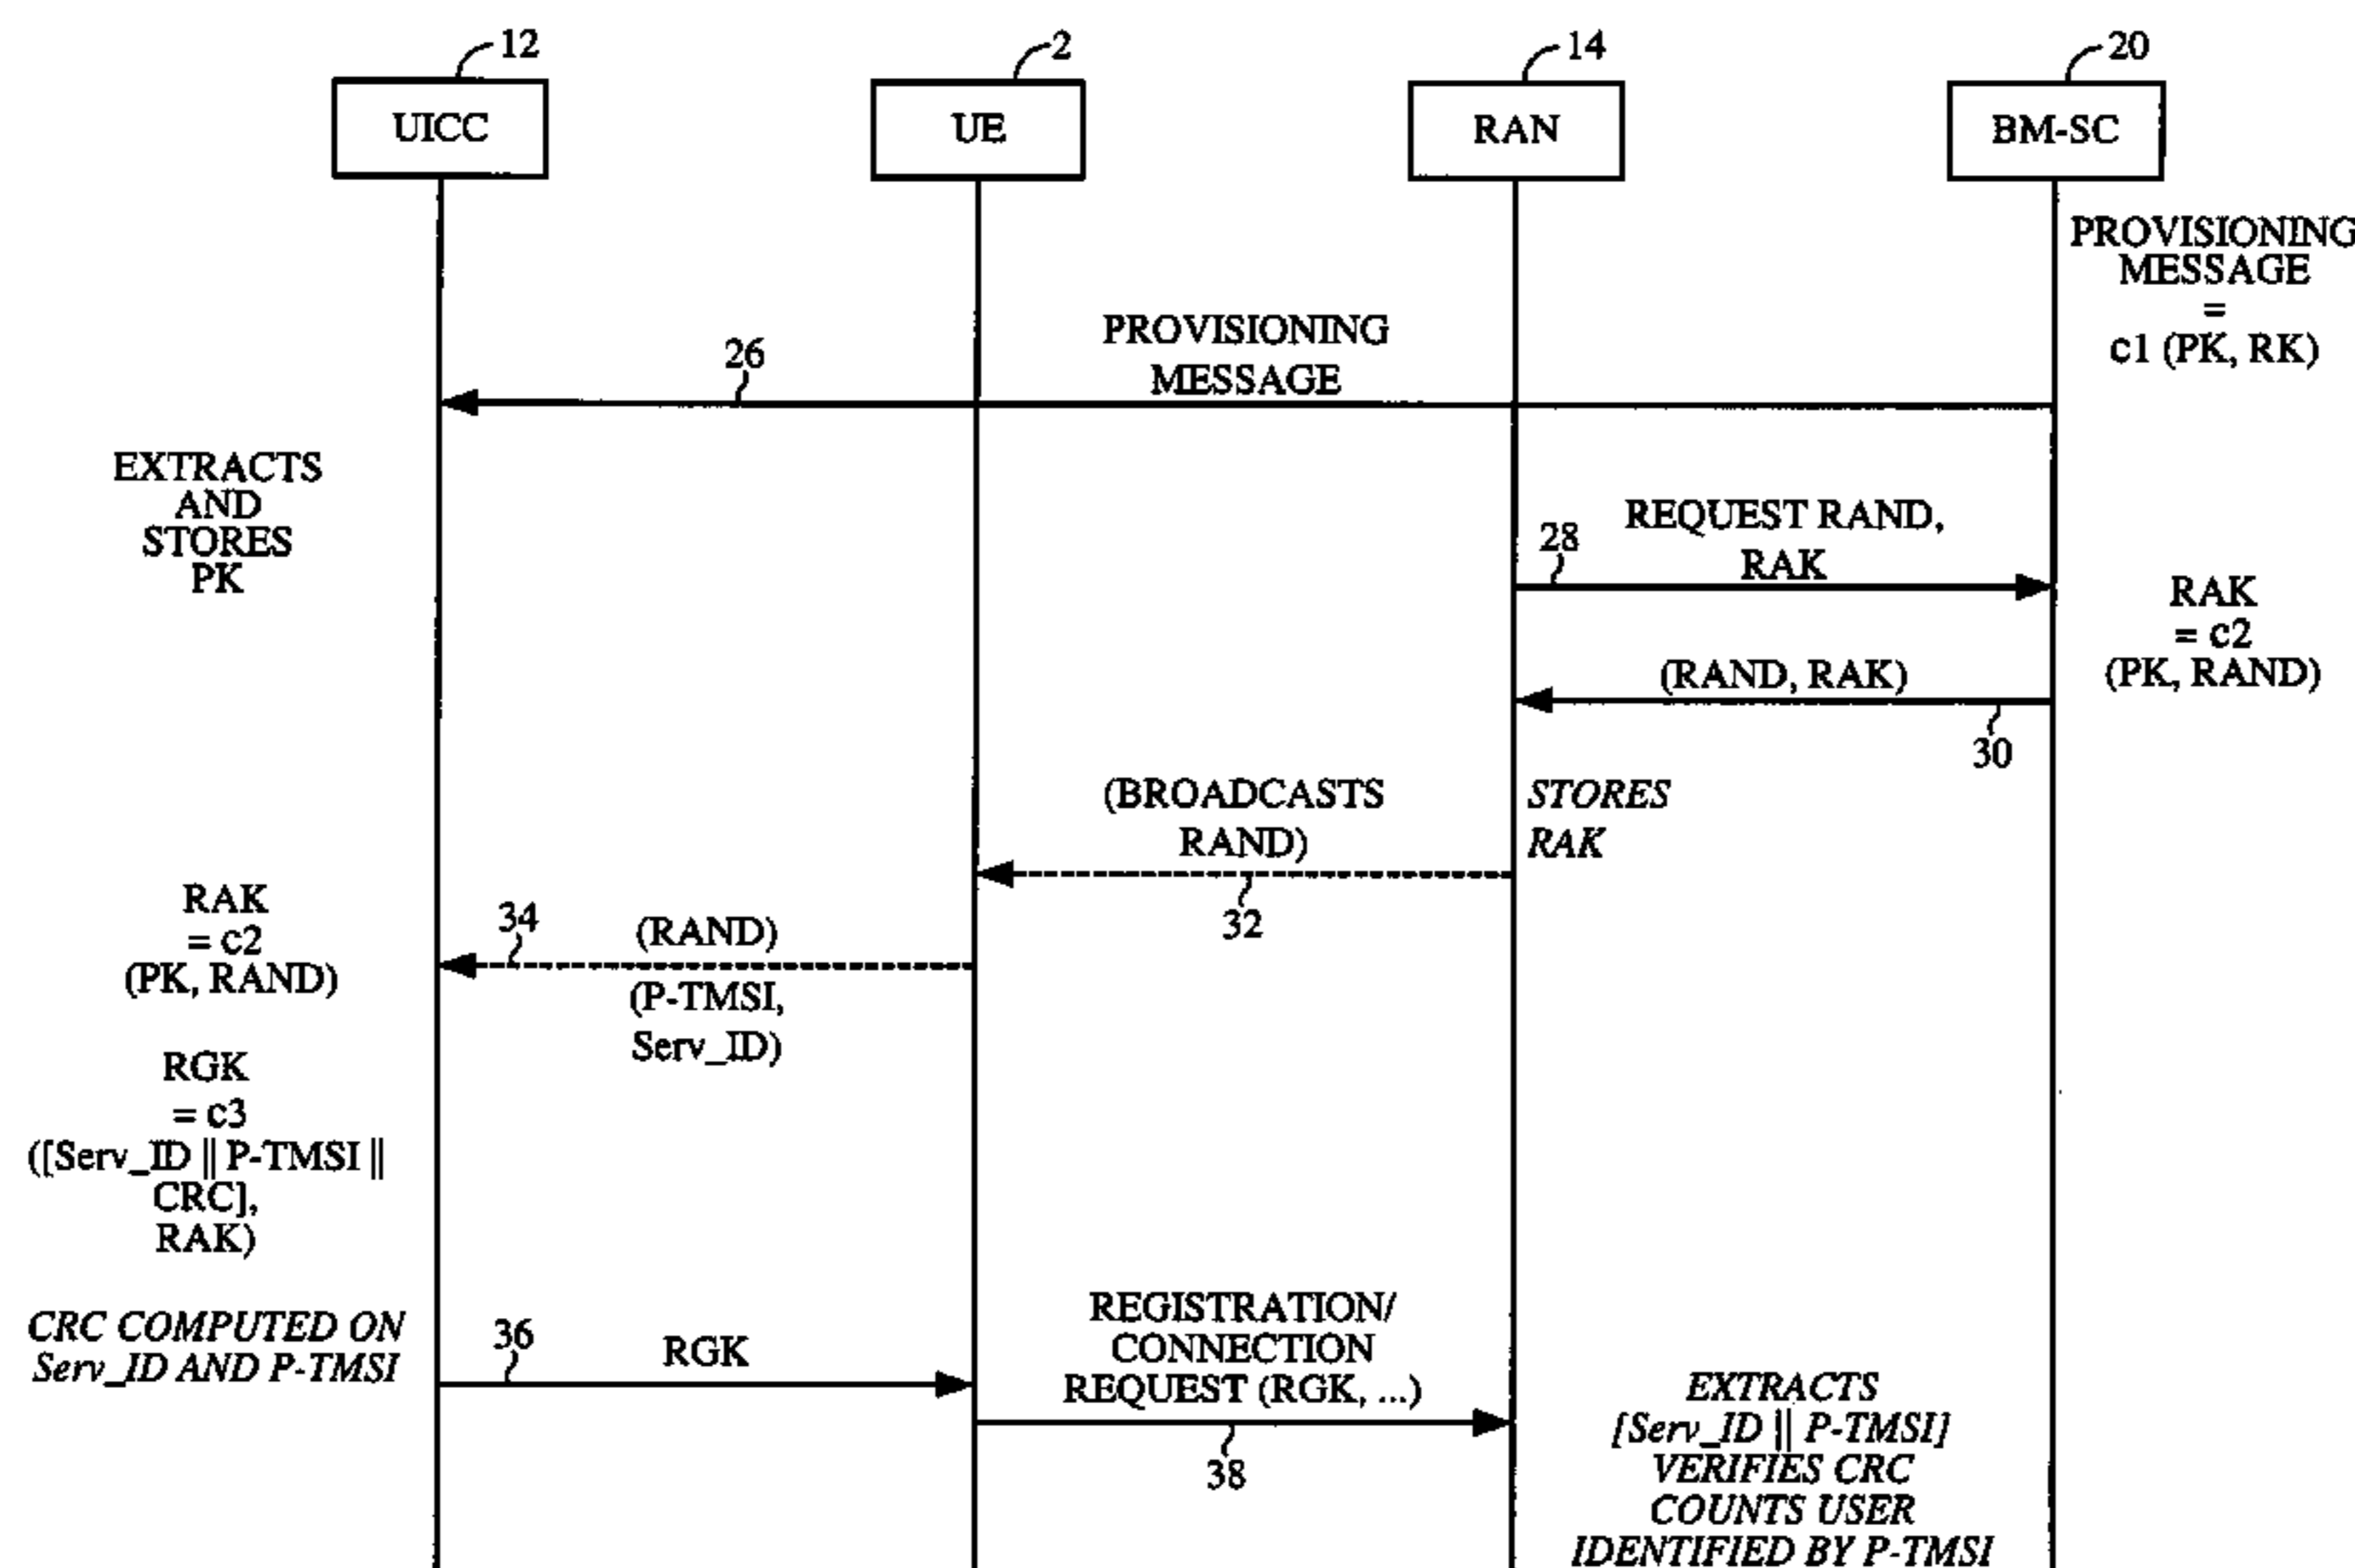 12
2
14
20
UICC
UE
RAN
BM-SC
PROVISIONING
MESSAGE
=
c1 (PK, RK)
PROVISIONING
MESSAGE
26
EXTRACTS
AND
STORES
PK
REQUEST RAND,
RAK
28
RAK
= c2
(PK, RAND)
(RAND, RAK)
30
(BROADCASTS
RAND)
32
STORES
RAK
RAK
= c2
(PK, RAND)
34
(RAND)
(P-TMSI,
Serv_ID)
RGK
= c3
([Serv_ID || P-TMSI ||
CRC],
RAK)
CRC COMPUTED ON
Serv_ID AND P-TMSI
36
RGK
REGISTRATION/
CONNECTION
REQUEST (RGK, ...)
38
EXTRACTS
[Serv_ID || P-TMSI]
VERIFIES CRC
COUNTS USER
IDENTIFIED BY P-TMSI